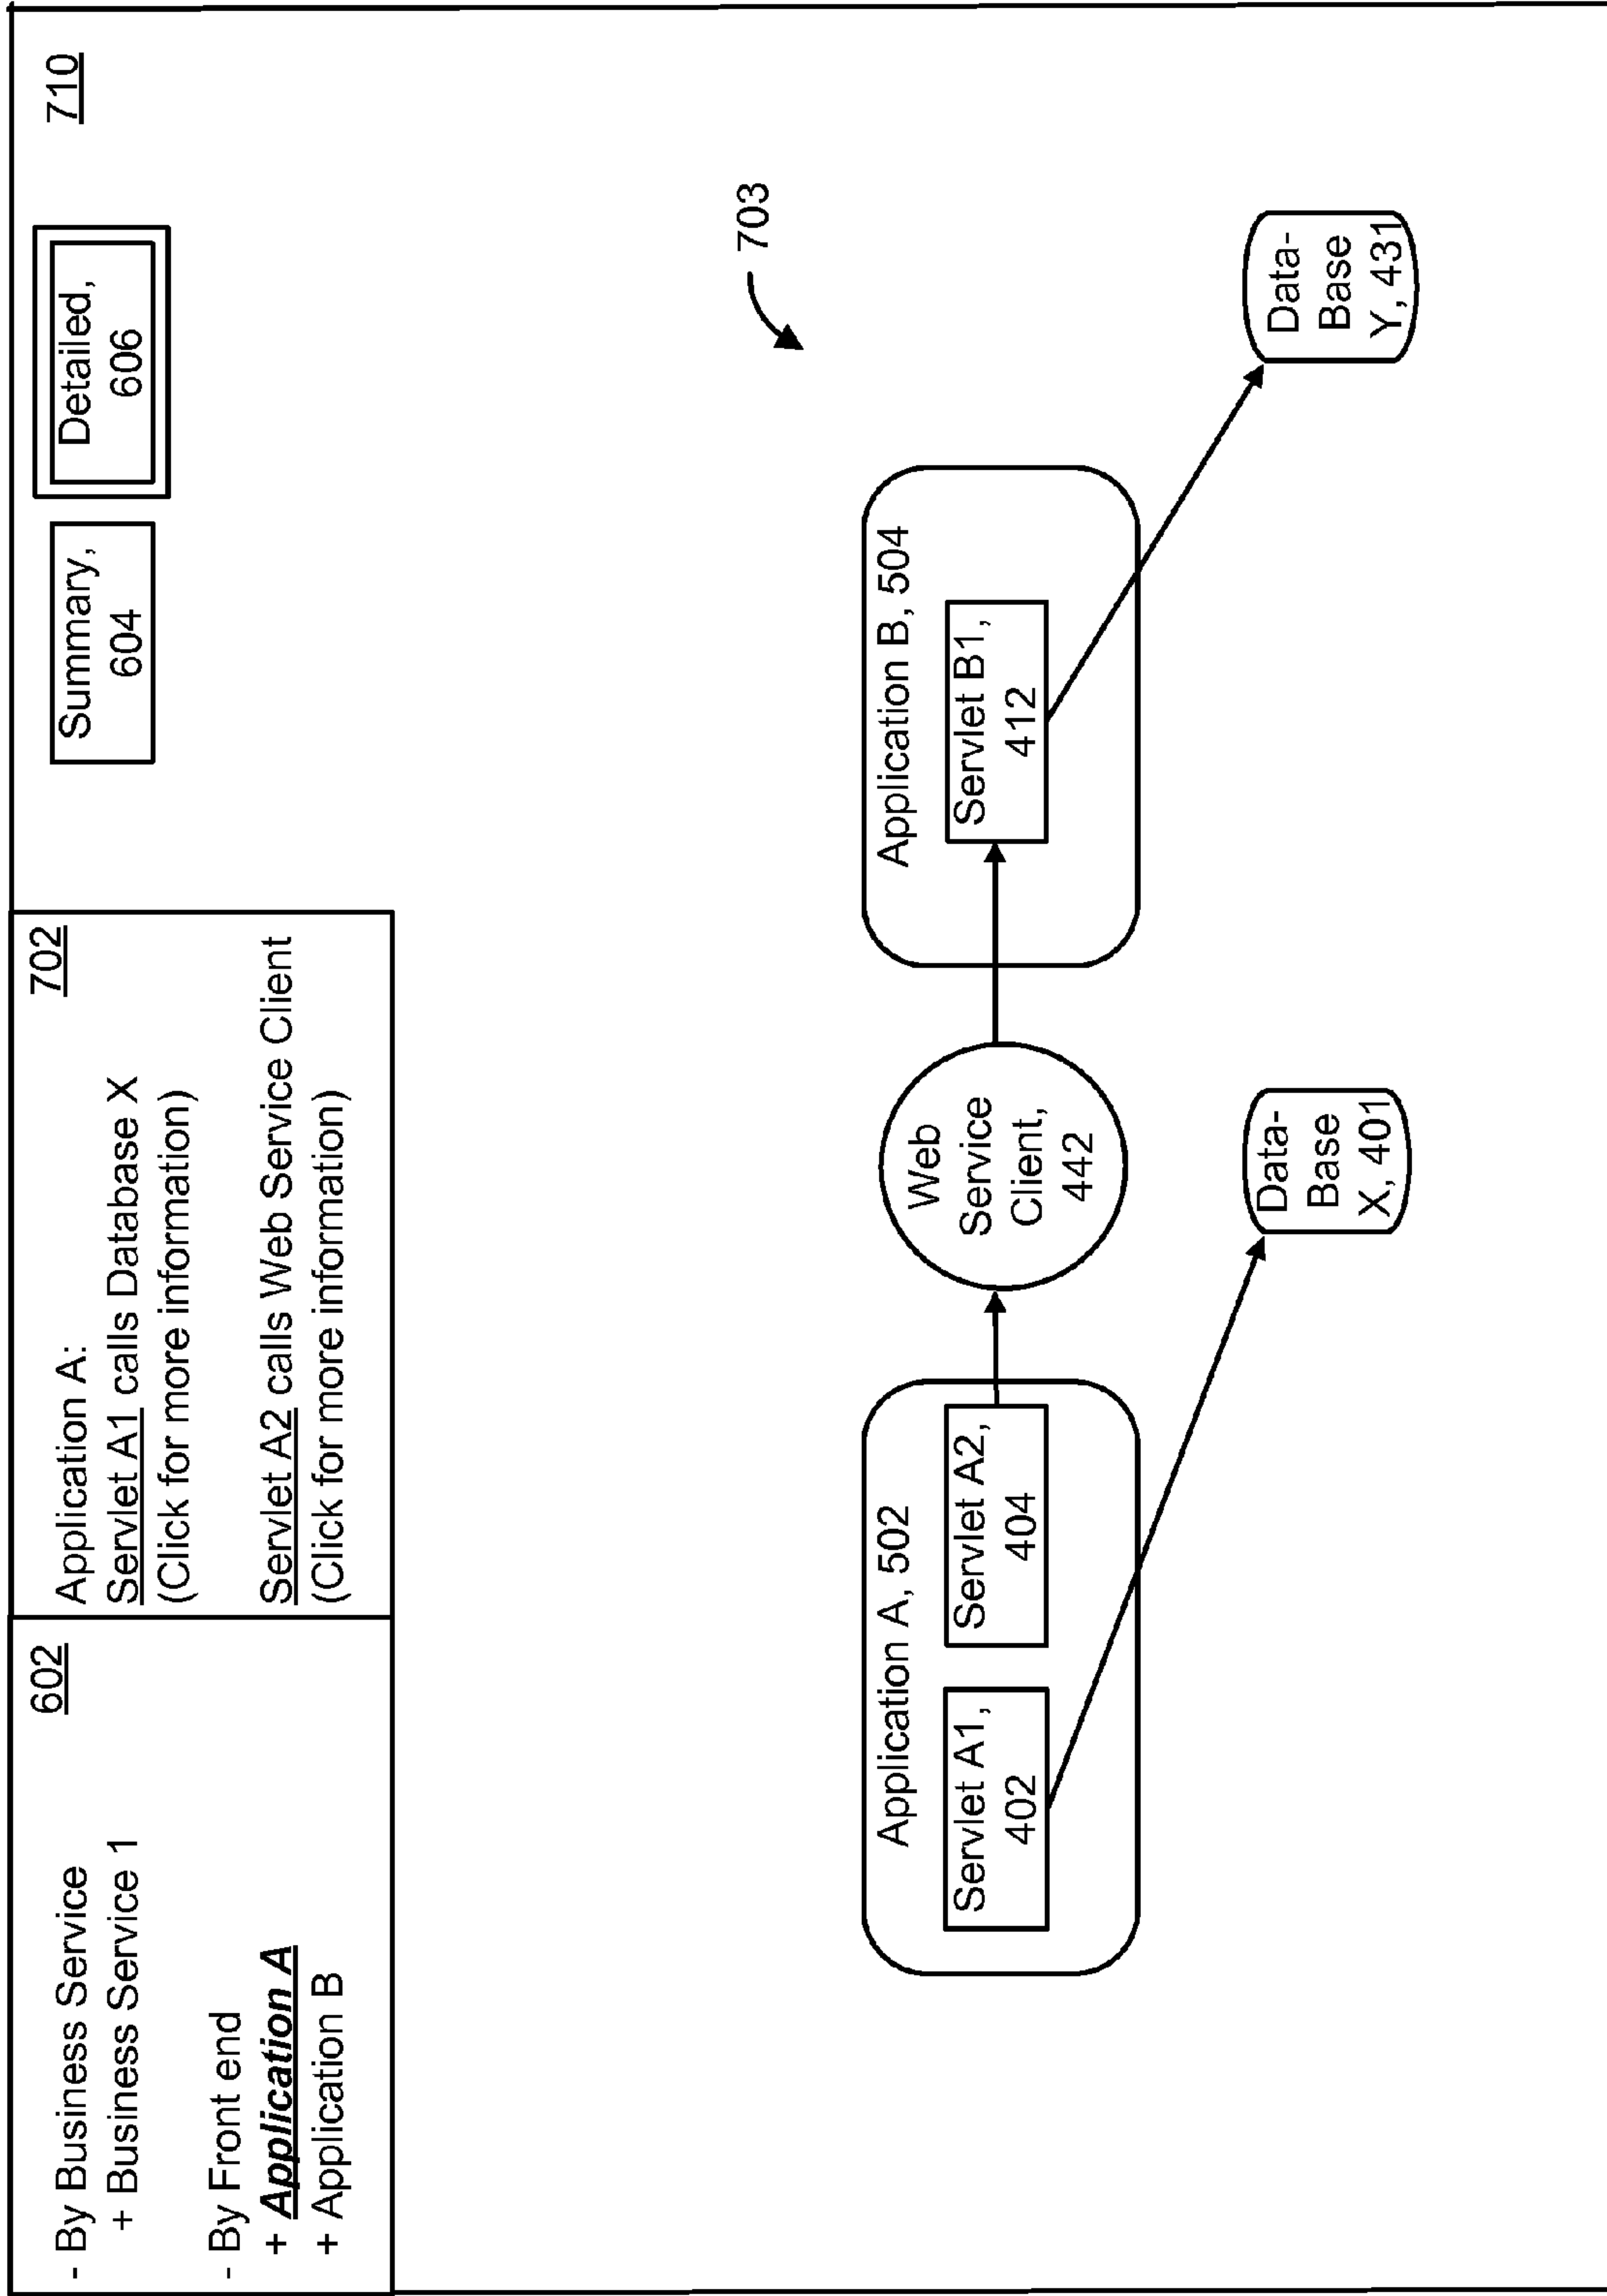 - By Business Service
+ Business Service 1
- By Front end
+ Application A
+ Application B
602
Application A:
Servlet A1 calls Database X
(Click for more information)
Servlet A2 calls Web Service Client
(Click for more information)
702
Summary,
604
Detailed,
606
710
703
Application A, 502
Servlet A1,
402
Servlet A2,
404
Web
Service
Client,
442
Application B, 504
Servlet B1,
412
Data-
Base
X, 401
Data-
Base
Y, 431